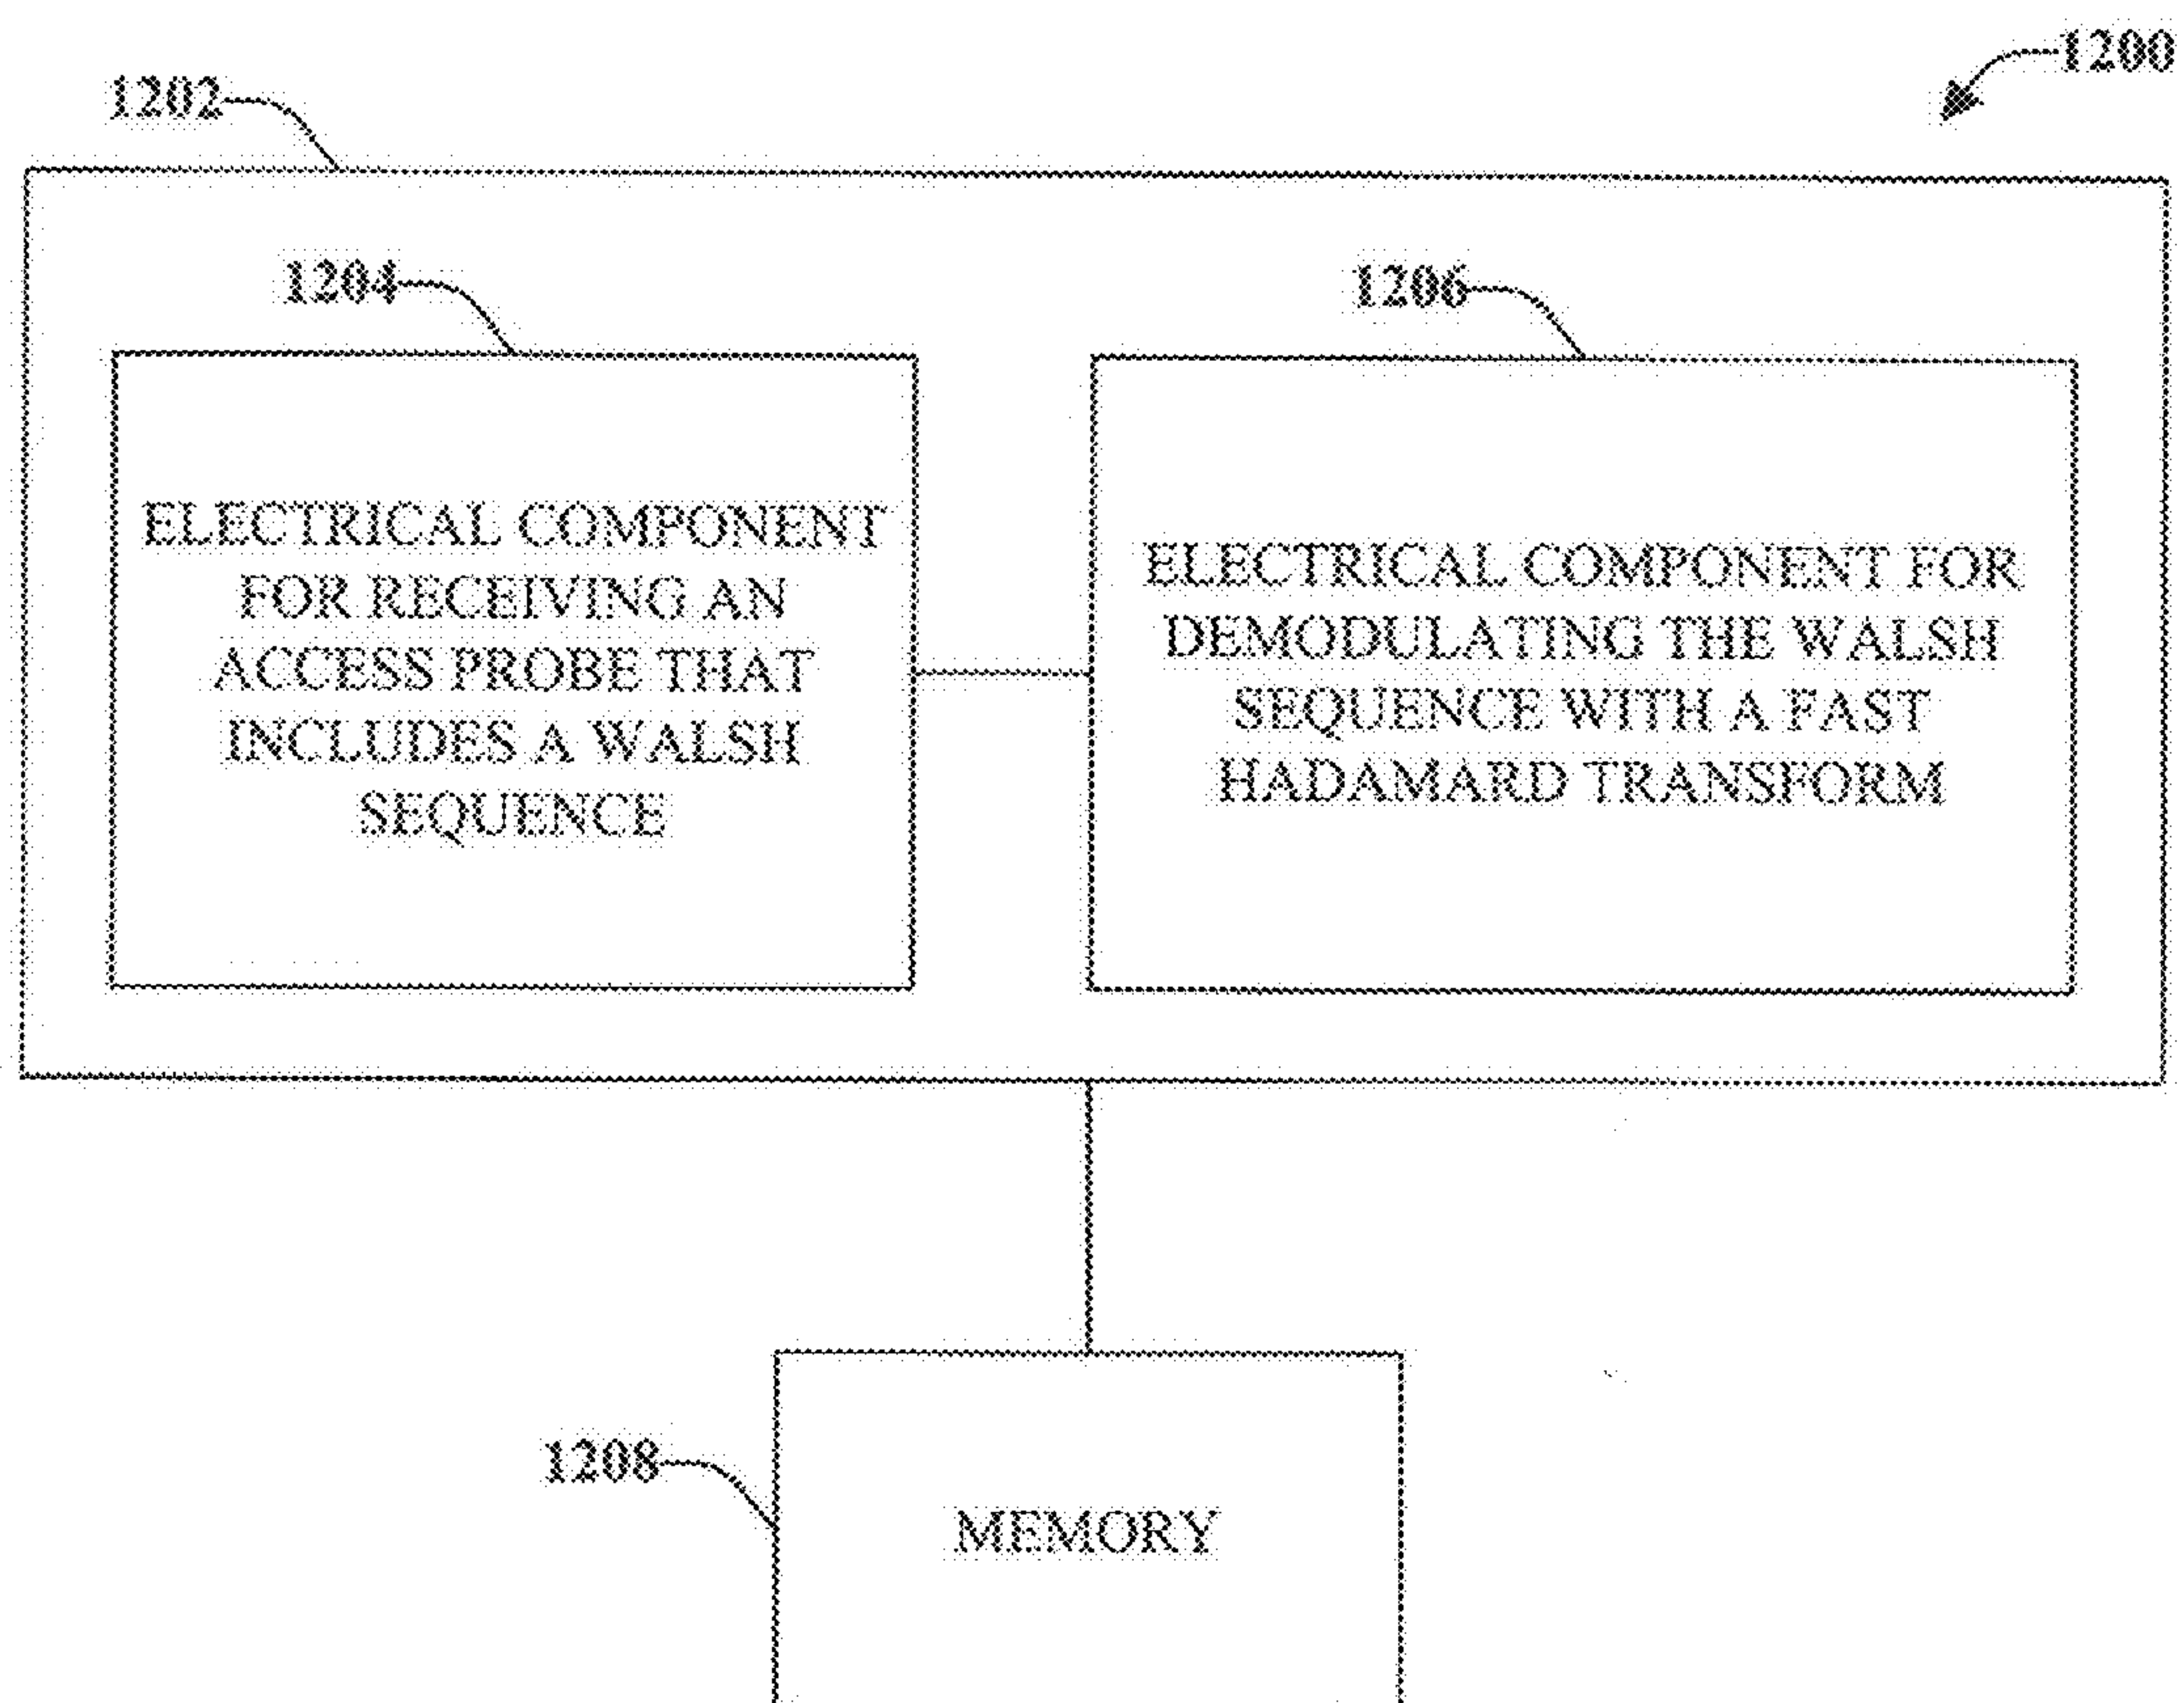 1200
1202
1204
1206
ELECTRICAL COMPONENT
FOR RECEIVING AN
ACCESS PROBE THAT
INCLUDES A WALSH
SEQUENCE
ELECTRICAL COMPONENT FOR
DEMODULATING THE WALSH
SEQUENCE WITH A FAST
HADAMARD TRANSFORM
1208
MEMORY